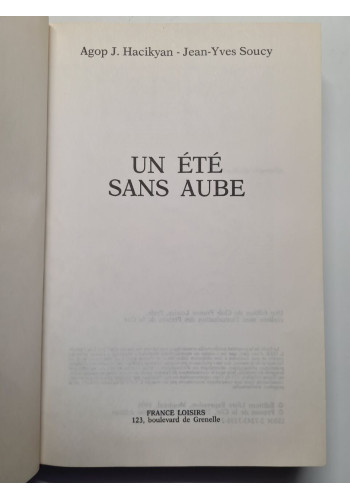 Agop J. Hacikyan - Jean-Yves Soucy
UN ÉTÉ
SANS AUBE
FRANCE LOISIRS
123, boulevard de Grenelle